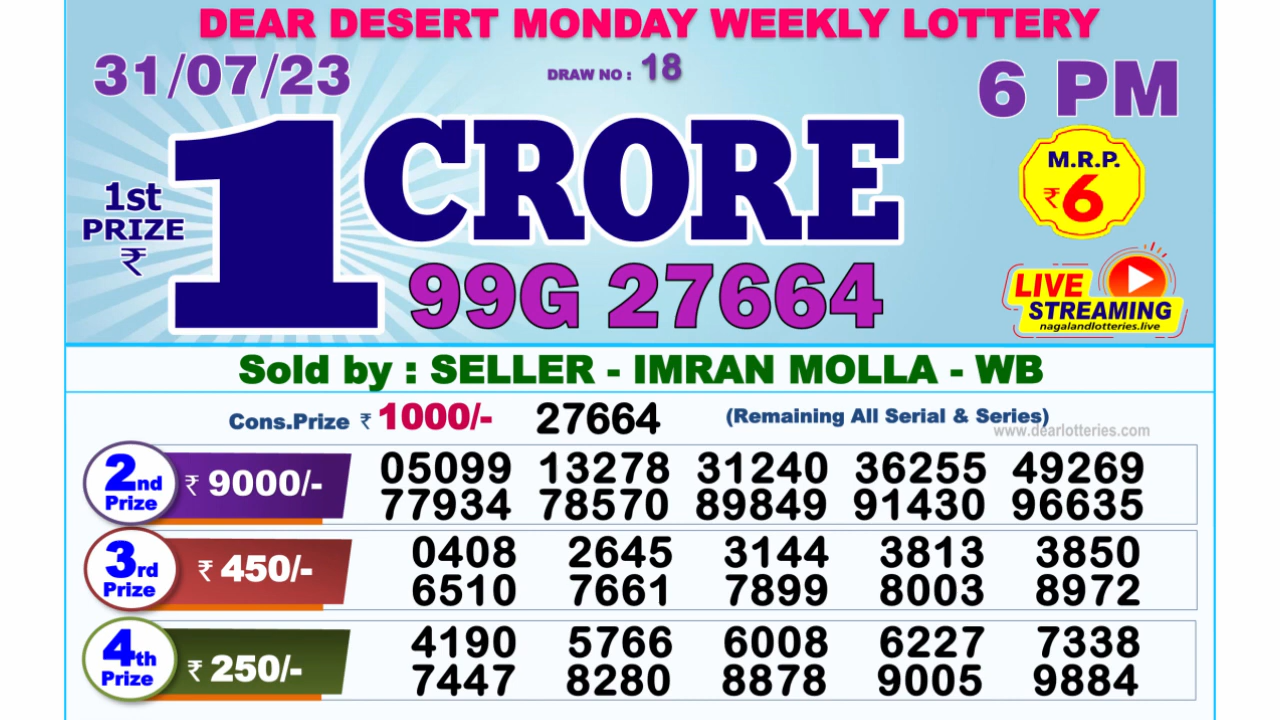 DEAR DESERT MONDAY WEEKLY LOTTERY
31/07/23
DRAW NO : 18
6 PM
1st
PRIZE
₹
1 CRORE
99G 27664
M.R.P.
₹6
LIVE
STREAMING
nagalandlotteries.live
Sold by : SELLER - IMRAN MOLLA - WB
Cons.Prize ₹ 1000/- 27664 (Remaining All Serial & Series)
www.dearlotteries.com
2nd Prize ₹ 9000/-
05099 13278 31240 36255 49269
77934 78570 89849 91430 96635
3rd Prize ₹ 450/-
0408 2645 3144 3813 3850
6510 7661 7899 8003 8972
4th Prize ₹ 250/-
4190 5766 6008 6227 7338
7447 8280 8878 9005 9884